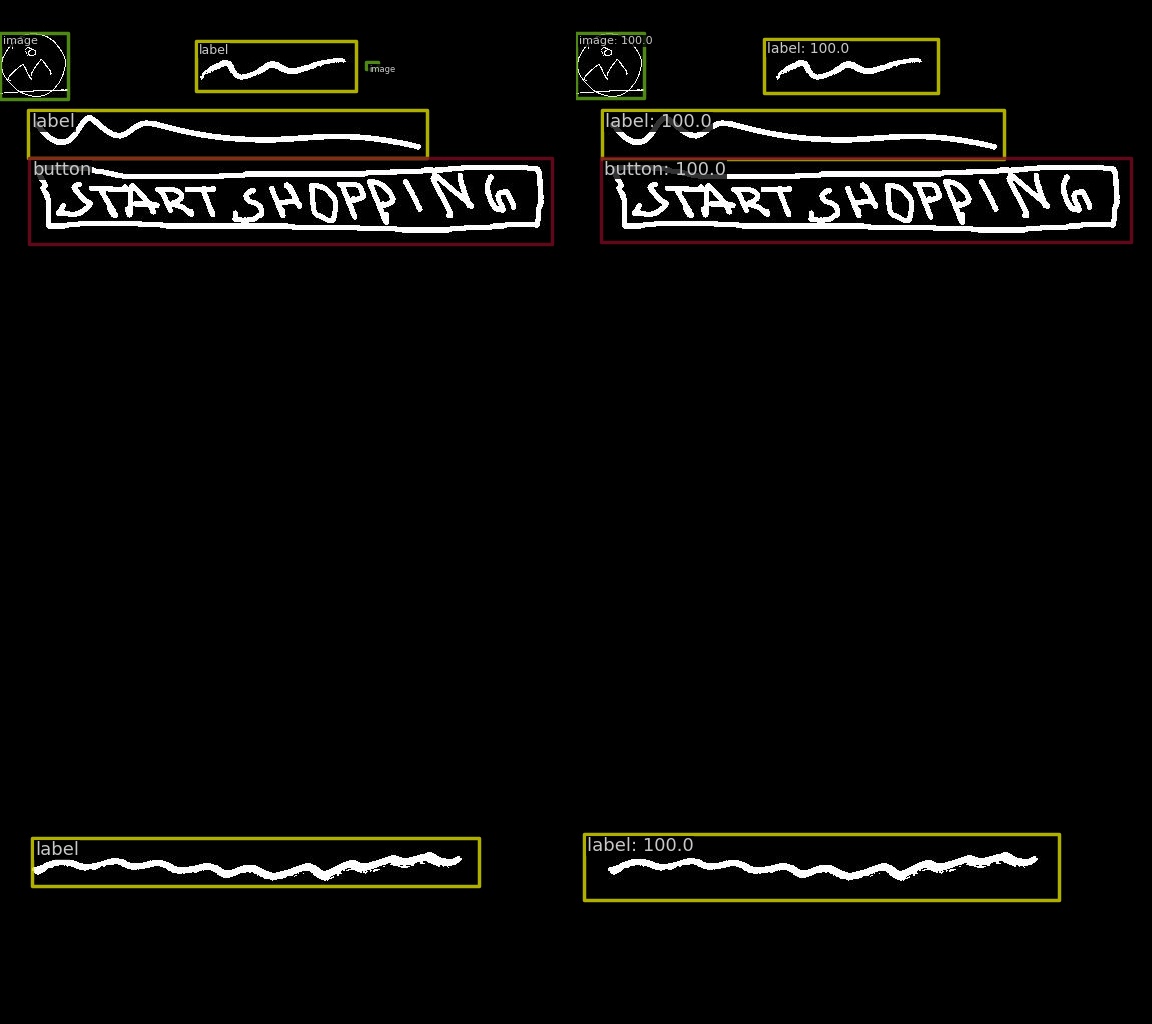 image label image image: 100.0 label: 100.0
label label: 100.0
button button: 100.0
START SHOPPING START SHOPPING
label label: 100.0